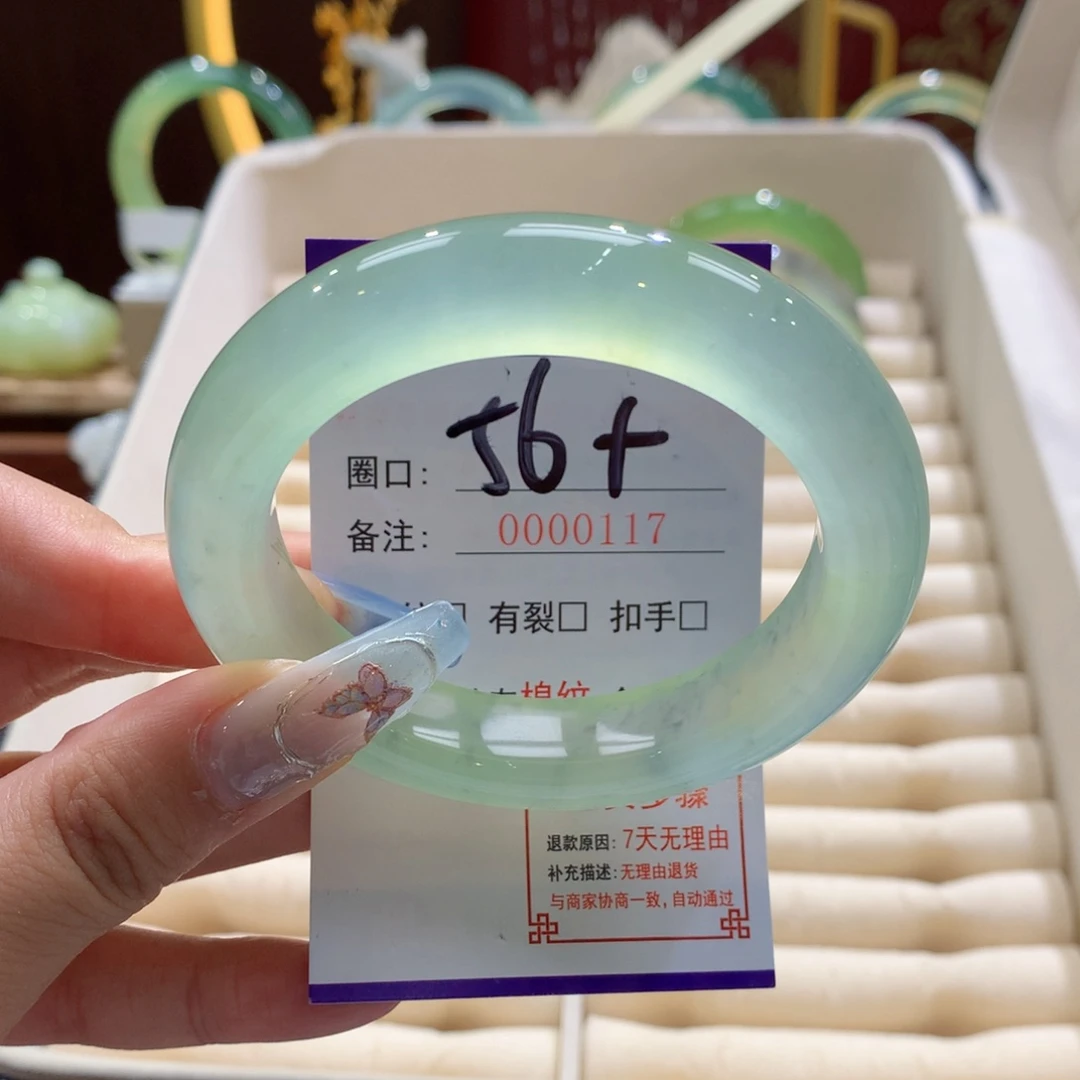 圈口: 56+
备注: 0000117
有裂□ 扣手□
棉纹
骤
退款原因: 7天无理由
补充描述:无理由退货
与商家协商一致,自动通过